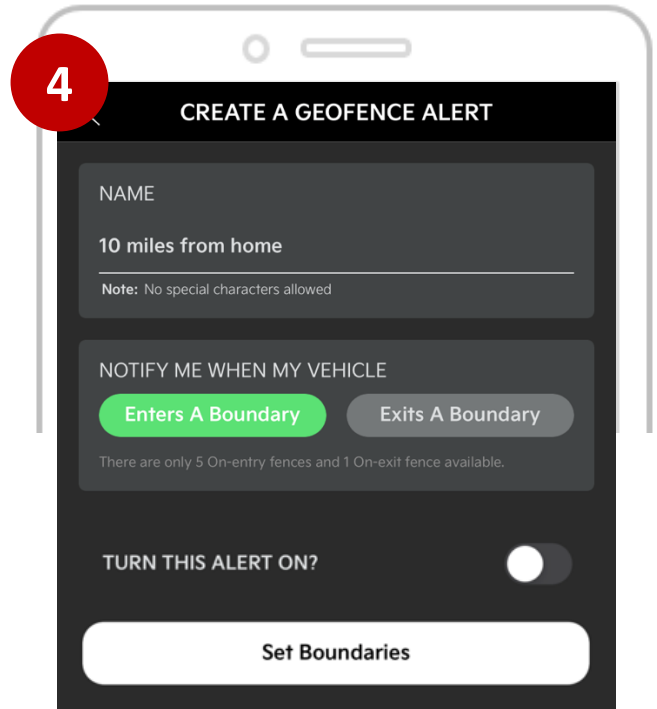 4
CREATE A GEOFENCE ALERT
NAME
10 miles from home
Note: No special characters allowed
NOTIFY ME WHEN MY VEHICLE
Enters A Boundary Exits A Boundary
There are only 5 On-entry fences and 1 On-exit fence available.
TURN THIS ALERT ON?
Set Boundaries